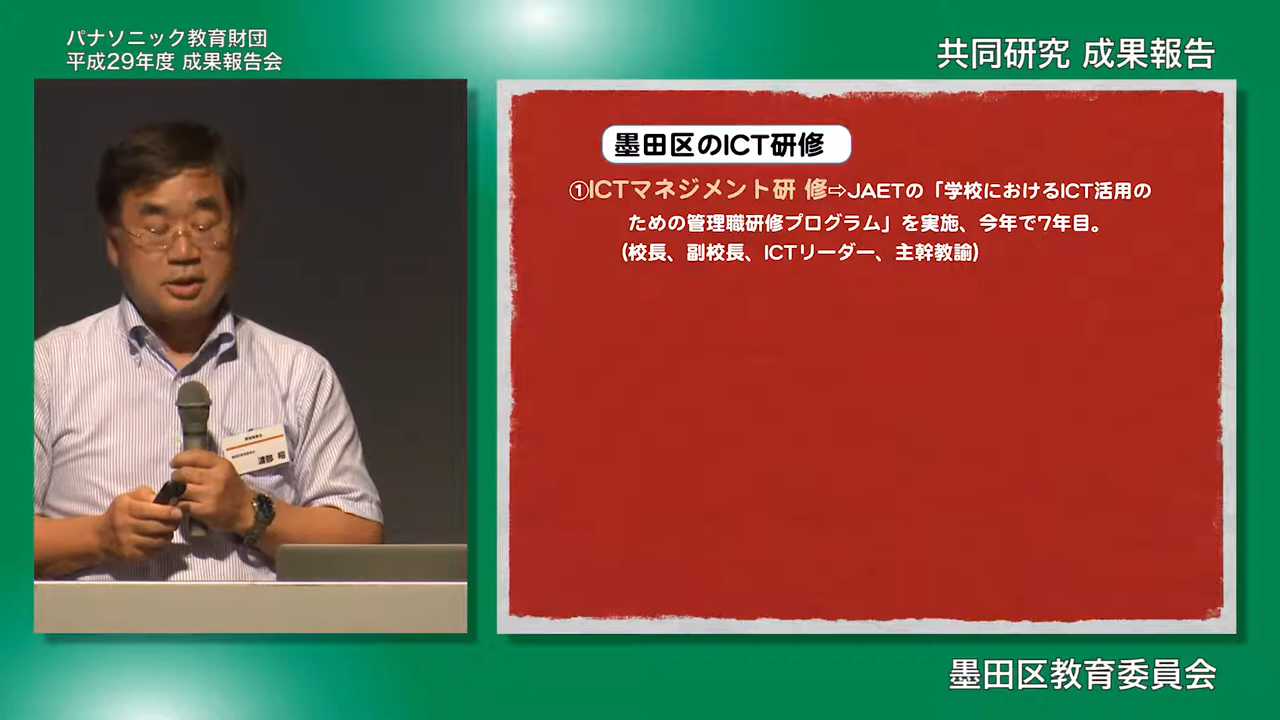 パナソニック教育財団
平成29年度 成果報告会
共同研究 成果報告
墨田区のICT研修
①ICTマネジメント研 修⇨JAETの「学校におけるICT活用の
ための管理職研修プログラム」を実施、今年で7年目。
(校長、副校長、ICTリーダー、主幹教諭)
渡部 昭
墨田区教育委員会